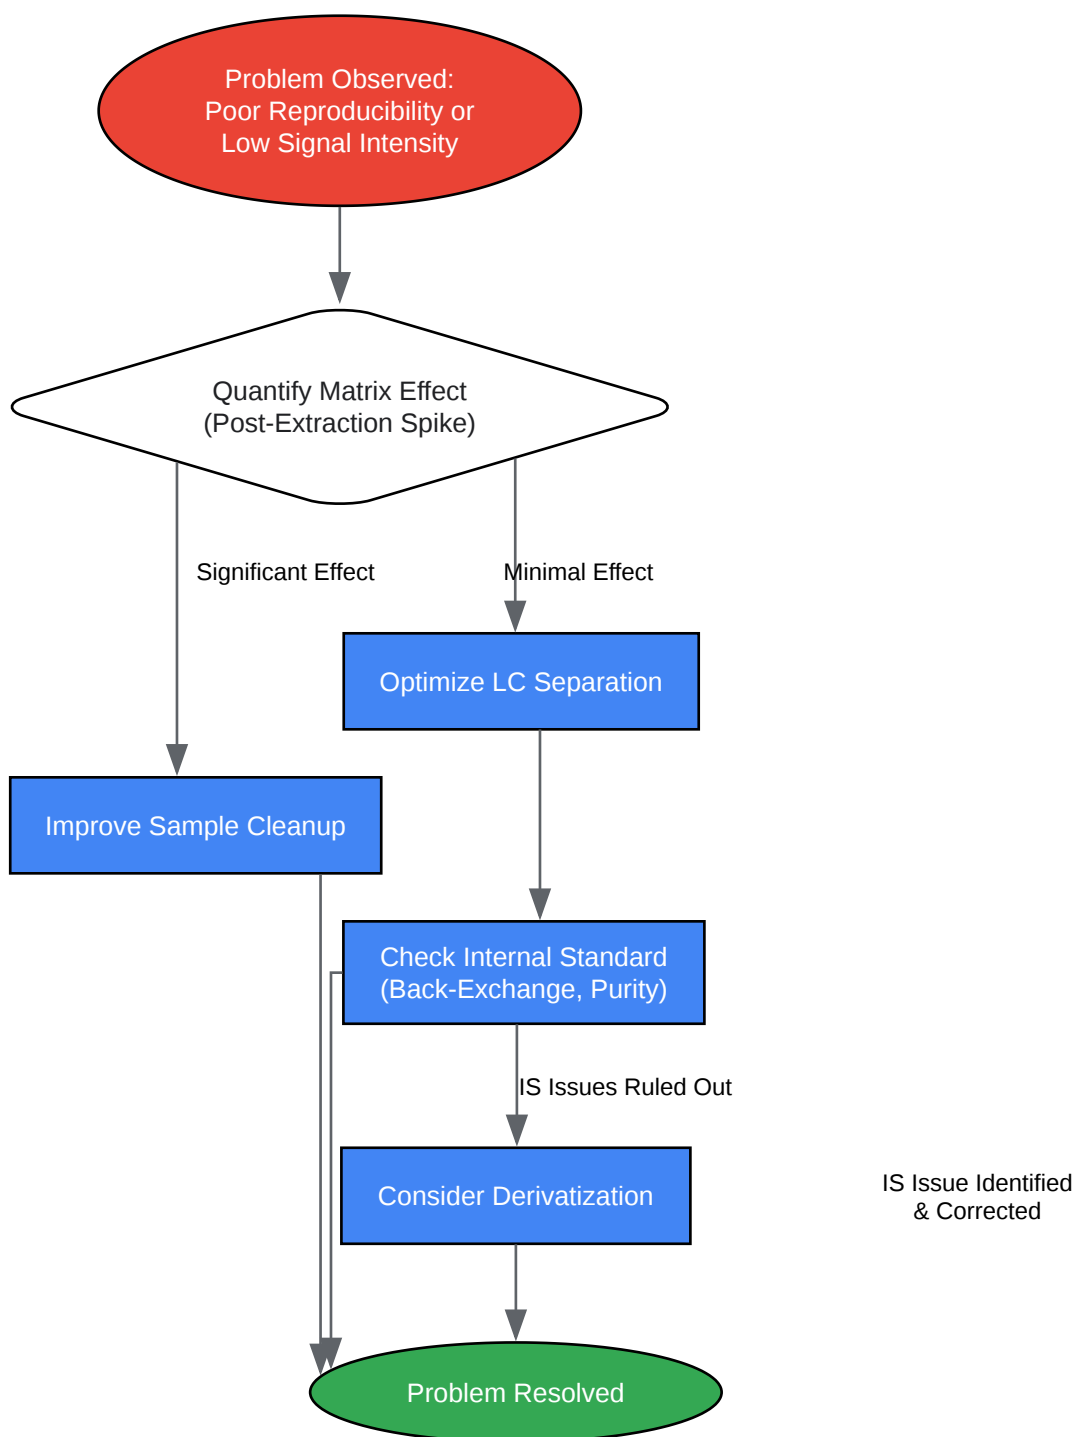 Problem Observed:
Poor Reproducibility or
Low Signal Intensity
Quantify Matrix Effect
(Post-Extraction Spike)
Significant Effect
Minimal Effect
Optimize LC Separation
Improve Sample Cleanup
Check Internal Standard
(Back-Exchange, Purity)
IS Issues Ruled Out
Consider Derivatization
IS Issue Identified
& Corrected
Problem Resolved